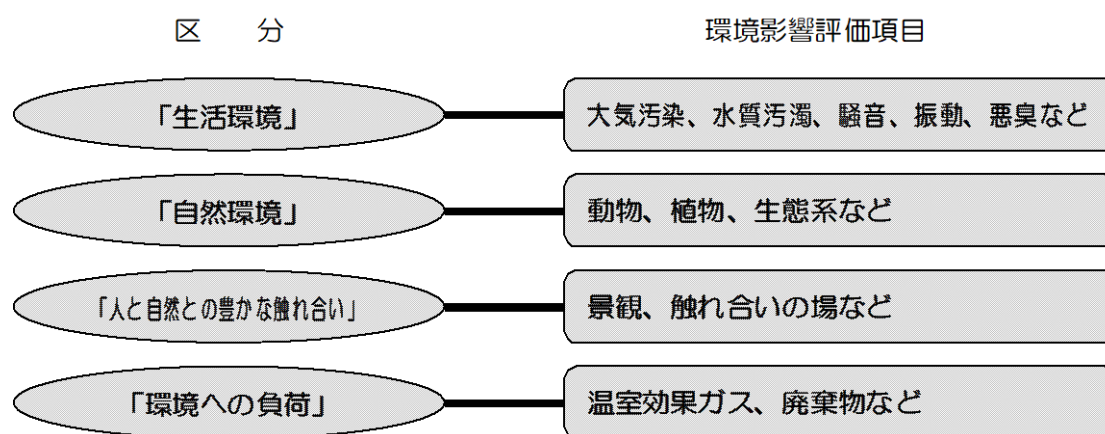 区　分　環境影響評価項目
「生活環境」　大気汚染、水質汚濁、騒音、振動、悪臭など
「自然環境」　動物、植物、生態系など
「人と自然との豊かな触れ合い」　景観、触れ合いの場など
「環境への負荷」　温室効果ガス、廃棄物など